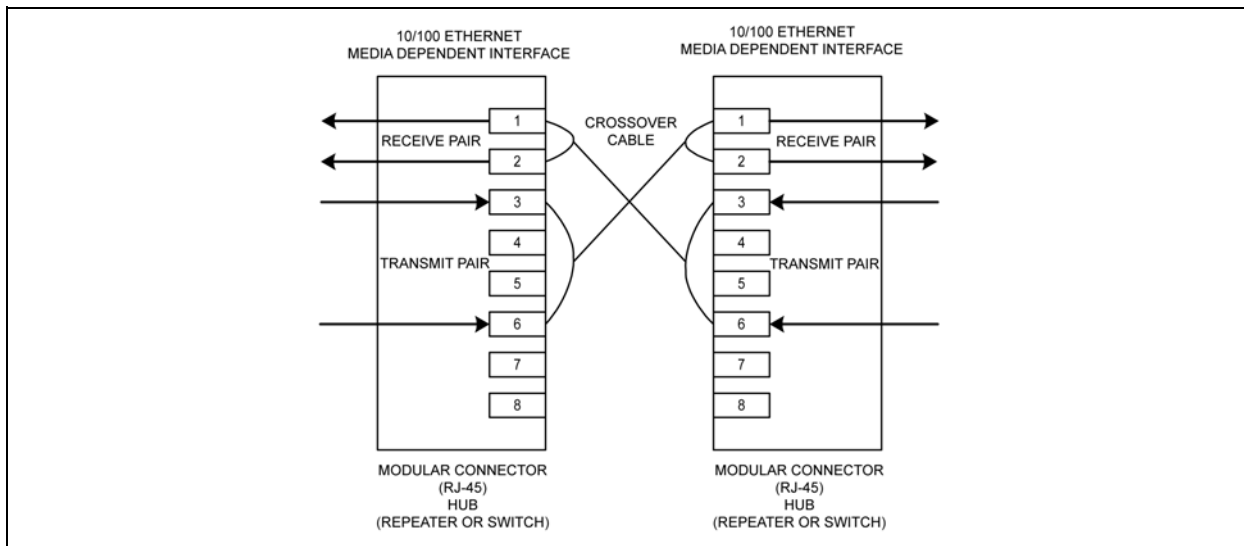 10/100 ETHERNET
MEDIA DEPENDENT INTERFACE
10/100 ETHERNET
MEDIA DEPENDENT INTERFACE
1
CROSSOVER
CABLE
1
RECEIVE PAIR
RECEIVE PAIR
2
2
3
3
4
4
TRANSMIT PAIR
TRANSMIT PAIR
5
5
6
6
7
7
8
8
MODULAR CONNECTOR
(RJ-45)
HUB
(REPEATER OR SWITCH)
MODULAR CONNECTOR
(RJ-45)
HUB
(REPEATER OR SWITCH)